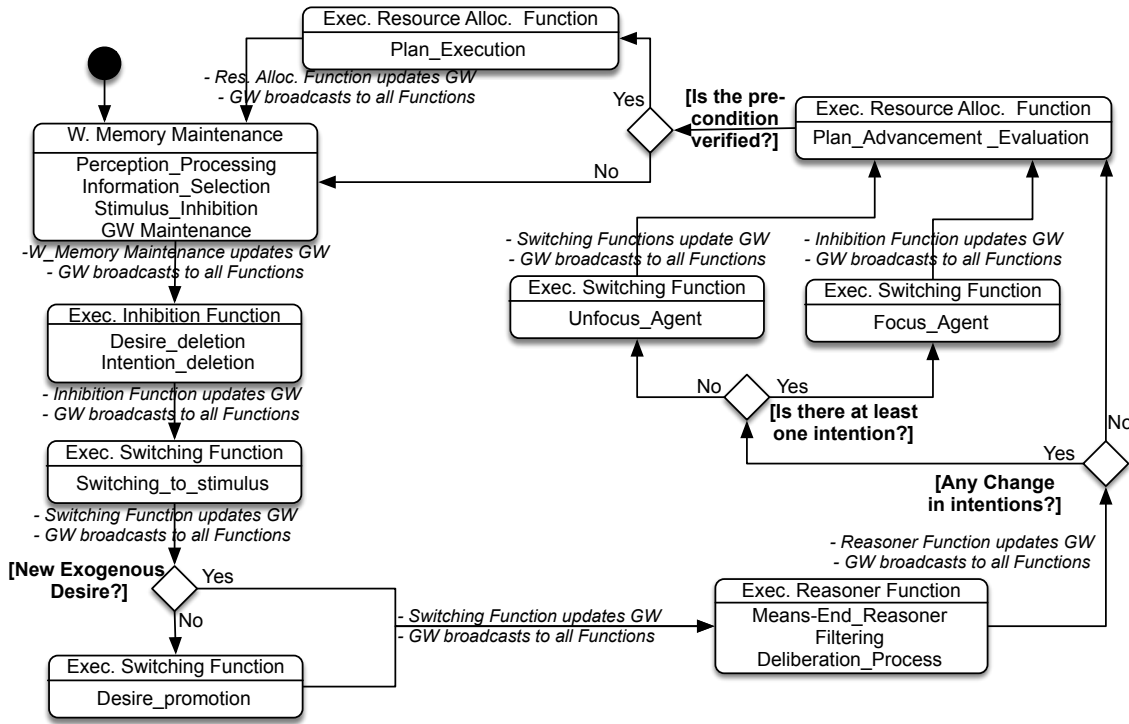 Exec. Resource Alloc.  Function
Plan_Execution
- Res. Alloc. Function updates GW
- GW broadcasts to all Functions
Yes
[Is the pre-
condition
verified?]
No
Exec. Resource Alloc.  Function
Plan_Advancement _Evaluation
W. Memory Maintenance
Perception_Processing
Information_Selection
Stimulus_Inhibition
GW Maintenance
-W_Memory Maintenance updates GW
- GW broadcasts to all Functions
Exec. Inhibition Function
Desire_deletion
Intention_deletion
- Inhibition Function updates GW
- GW broadcasts to all Functions
Exec. Switching Function
Switching_to_stimulus
- Switching Function updates GW
- GW broadcasts to all Functions
[New Exogenous
Desire?]
Yes
No
Exec. Switching Function
Desire_promotion
- Switching Function updates GW
- GW broadcasts to all Functions
Exec. Reasoner Function
Means-End_Reasoner
Filtering
Deliberation_Process
- Reasoner Function updates GW
- GW broadcasts to all Functions
[Any Change
in intentions?]
Yes
No
[Is there at least
one intention?]
No
Yes
Exec. Switching Function
Unfocus_Agent
- Switching Functions update GW
- GW broadcasts to all Functions
Exec. Switching Function
Focus_Agent
- Inhibition Function updates GW
- GW broadcasts to all Functions